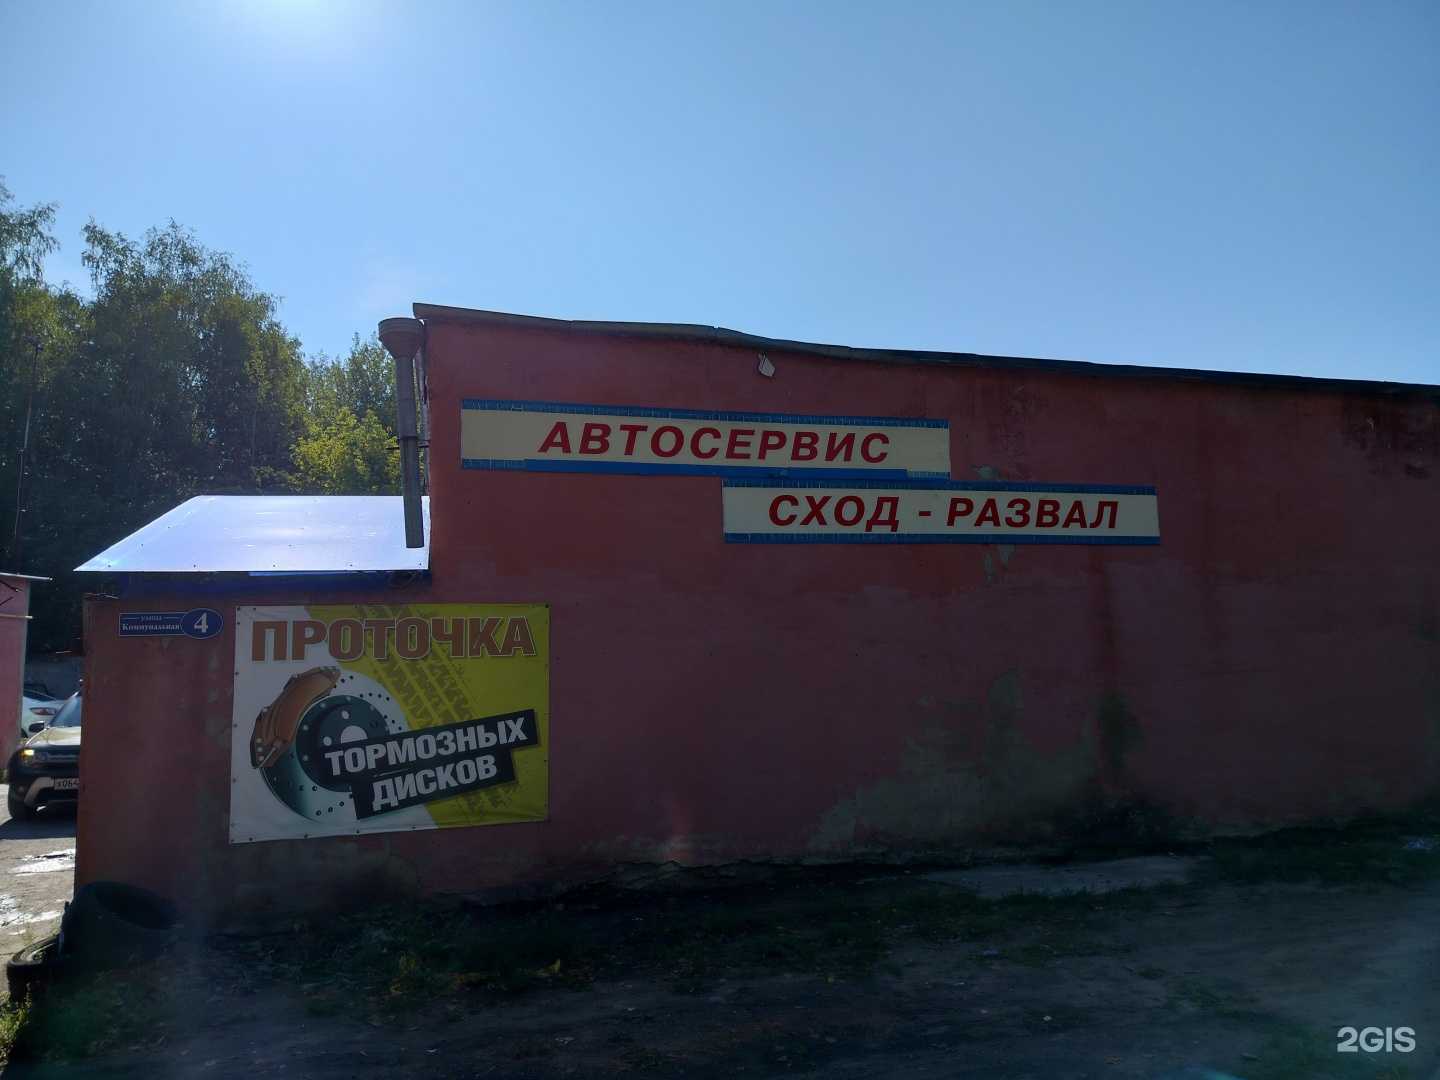 АВТОСЕРВИС
СХОД - РАЗВАЛ
улица
Коммунальная
4
ПРОТОЧКА
ТОРМОЗНЫХ
ДИСКОВ
2GIS